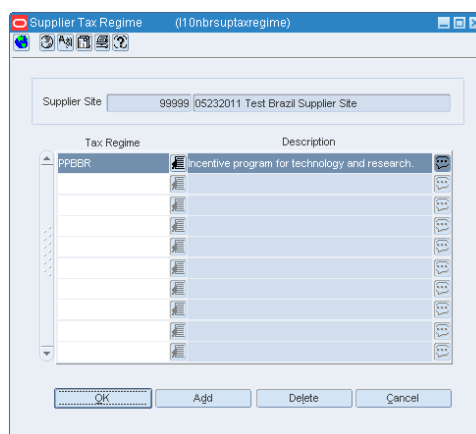 Supplier Tax Regime (l10nbrsuptaxregime)
Supplier Site 99999 05232011 Test Brazil Supplier Site
Tax Regime Description
PPBBR Incentive program for technology and research.
OK Add Delete Cancel